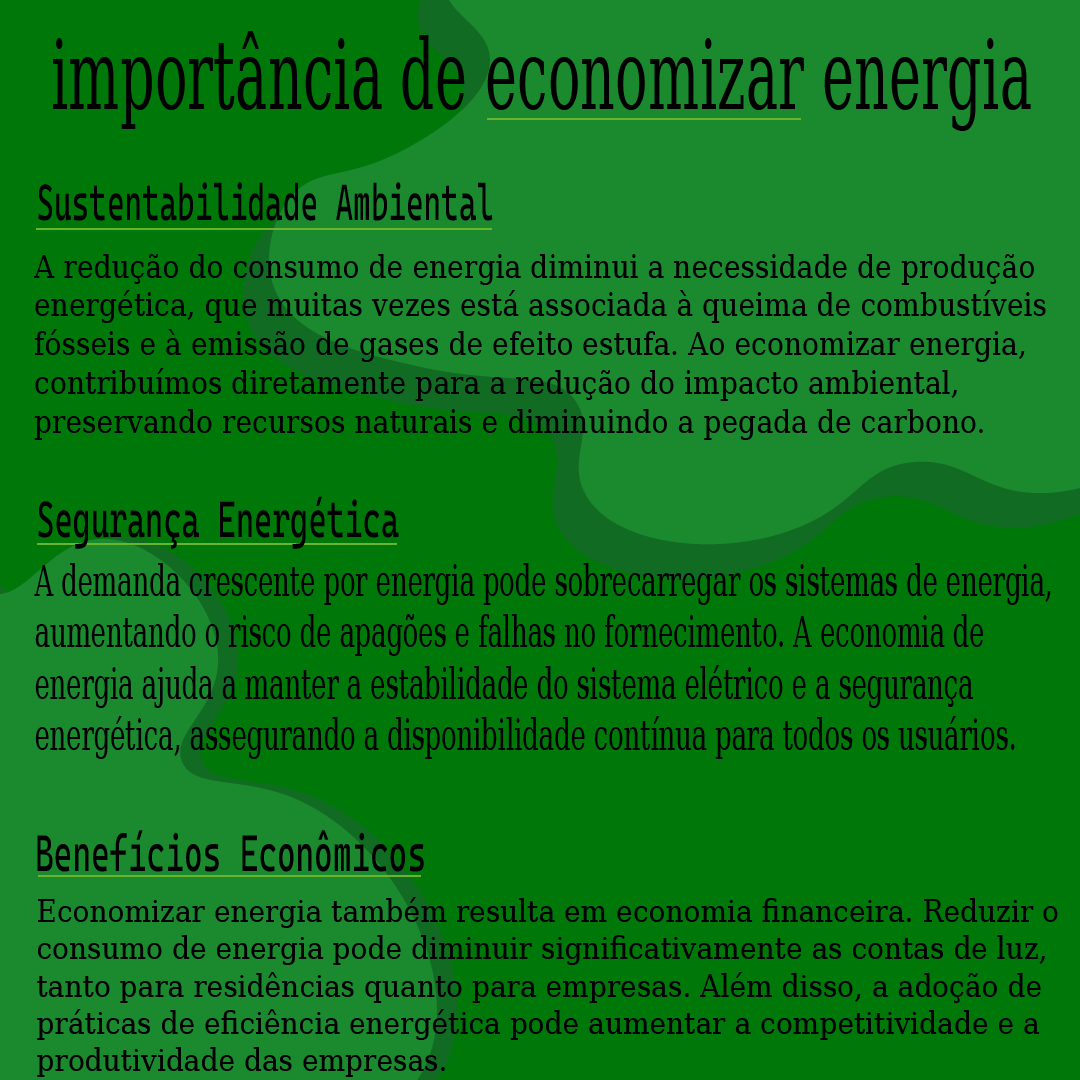 importância de economizar energia
Sustentabilidade Ambiental
A redução do consumo de energia diminui a necessidade de produção
energética, que muitas vezes está associada à queima de combustíveis
fósseis e à emissão de gases de efeito estufa. Ao economizar energia,
contribuímos diretamente para a redução do impacto ambiental,
preservando recursos naturais e diminuindo a pegada de carbono.
Segurança Energética
A demanda crescente por energia pode sobrecarregar os sistemas de energia,
aumentando o risco de apagões e falhas no fornecimento. A economia de
energia ajuda a manter a estabilidade do sistema elétrico e a segurança
energética, assegurando a disponibilidade contínua para todos os usuários.
Benefícios Econômicos
Economizar energia também resulta em economia financeira. Reduzir o
consumo de energia pode diminuir significativamente as contas de luz,
tanto para residências quanto para empresas. Além disso, a adoção de
práticas de eficiência energética pode aumentar a competitividade e a
produtividade das empresas.